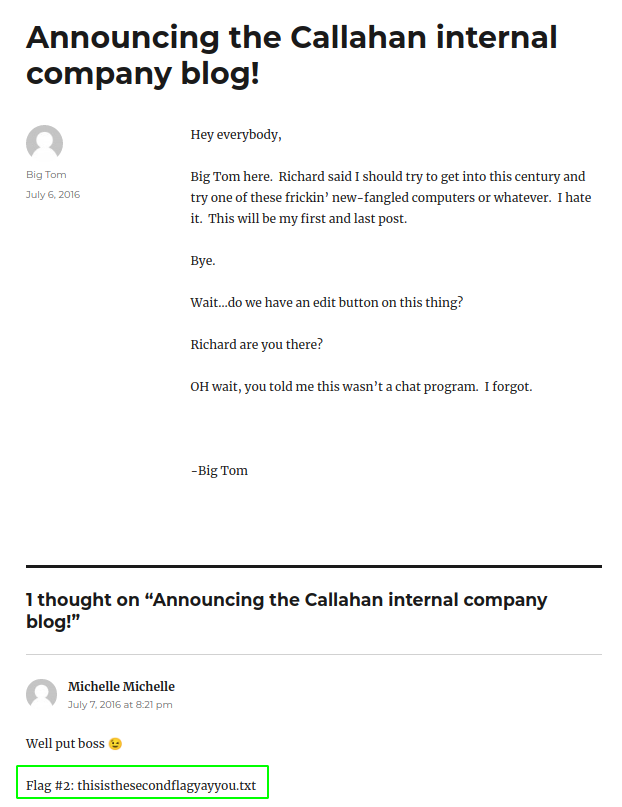 Announcing the Callahan internal
company blog!
Big Tom
July 6, 2016
Hey everybody,
Big Tom here.  Richard said I should try to get into this century and
try one of these frickin’ new-fangled computers or whatever.  I hate
it.  This will be my first and last post.
Bye.
Wait…do we have an edit button on this thing?
Richard are you there?
OH wait, you told me this wasn’t a chat program.  I forgot.
-Big Tom
1 thought on “Announcing the Callahan internal company
blog!”
Michelle Michelle
July 7, 2016 at 8:21 pm
Well put boss 😉
Flag #2: thisisthesecondflagyayyou.txt